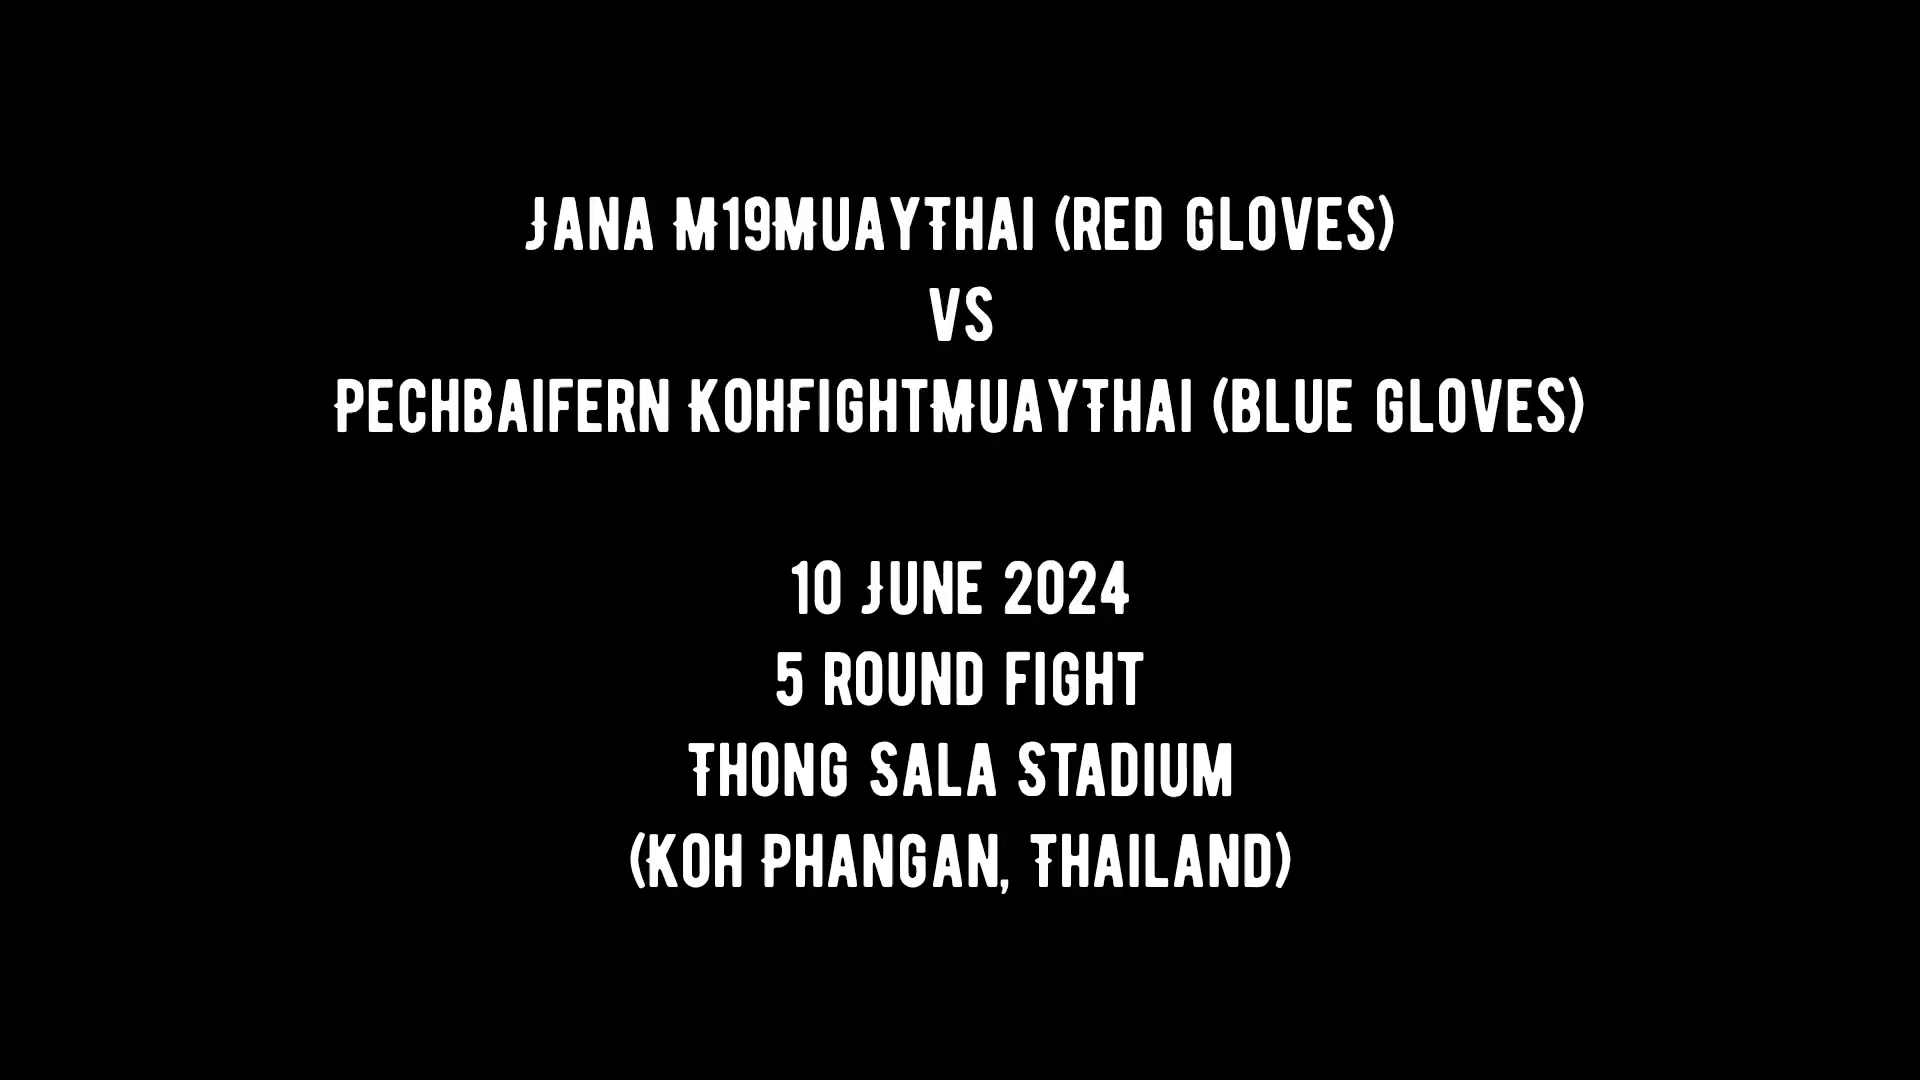 Jana M19MuayThai (Red Gloves)
vs
Pechbaifern KohFightMuayThai (Blue Gloves)
10 June 2024
5 Round Fight
Thong Sala Stadium
(Koh Phangan, Thailand)